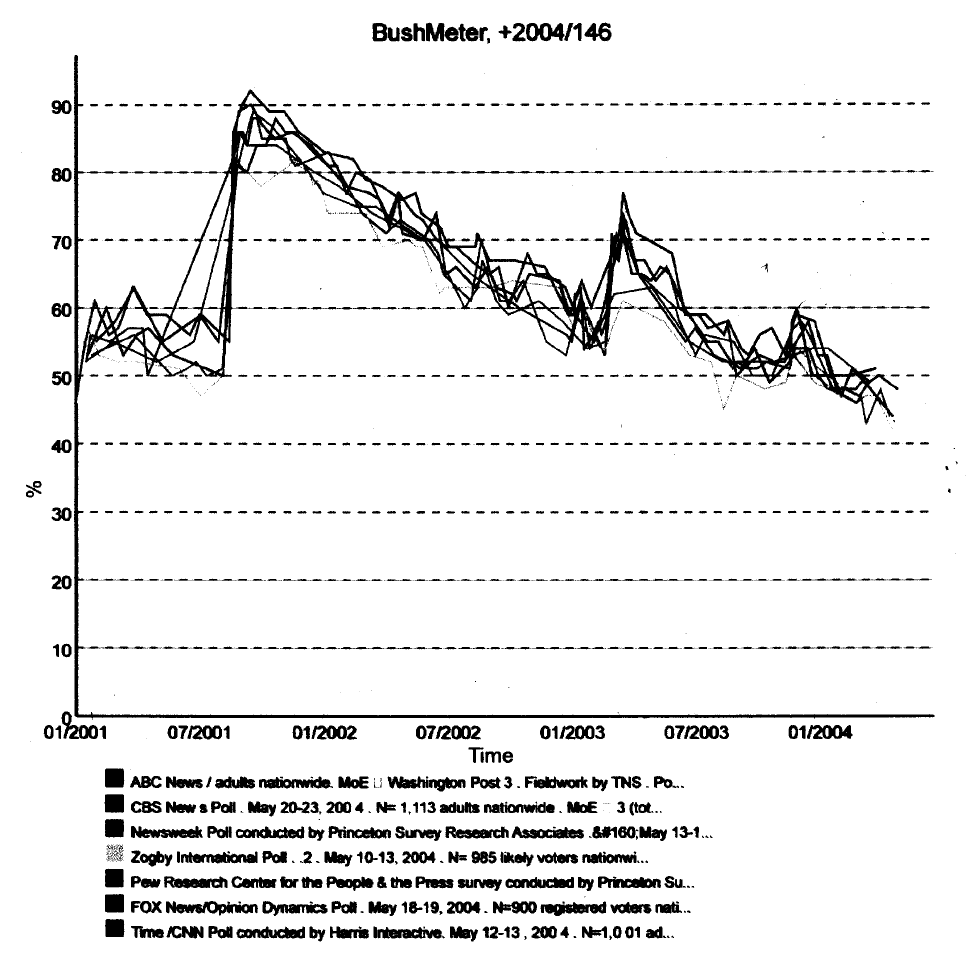 BushMeter, +2004/146
90
80
70
60
50
40
%
30
20
10
0
01/2001 07/2001 01/2002 07/2002 01/2003 07/2003 01/2004
Time
ABC News / adults nationwide. MoE Washington Post 3 . Fieldwork by TNS . Po...
CBS New s Poll . May 20-23, 200 4 . N= 1,113 adults nationwide . MoE 3 (tot...
Newsweek Poll conducted by Princeton Survey Research Associates .&#160;May 13-1...
Zogby International Poll . .2 . May 10-13, 2004 . N= 985 likely voters nationwi...
Pew Research Center for the People & the Press survey conducted by Princeton Su...
FOX News/Opinion Dynamics Poll . May 18-19, 2004 . N=900 registered voters nati...
Time /CNN Poll conducted by Harris Interactive. May 12-13 , 200 4 . N=1,0 01 ad...